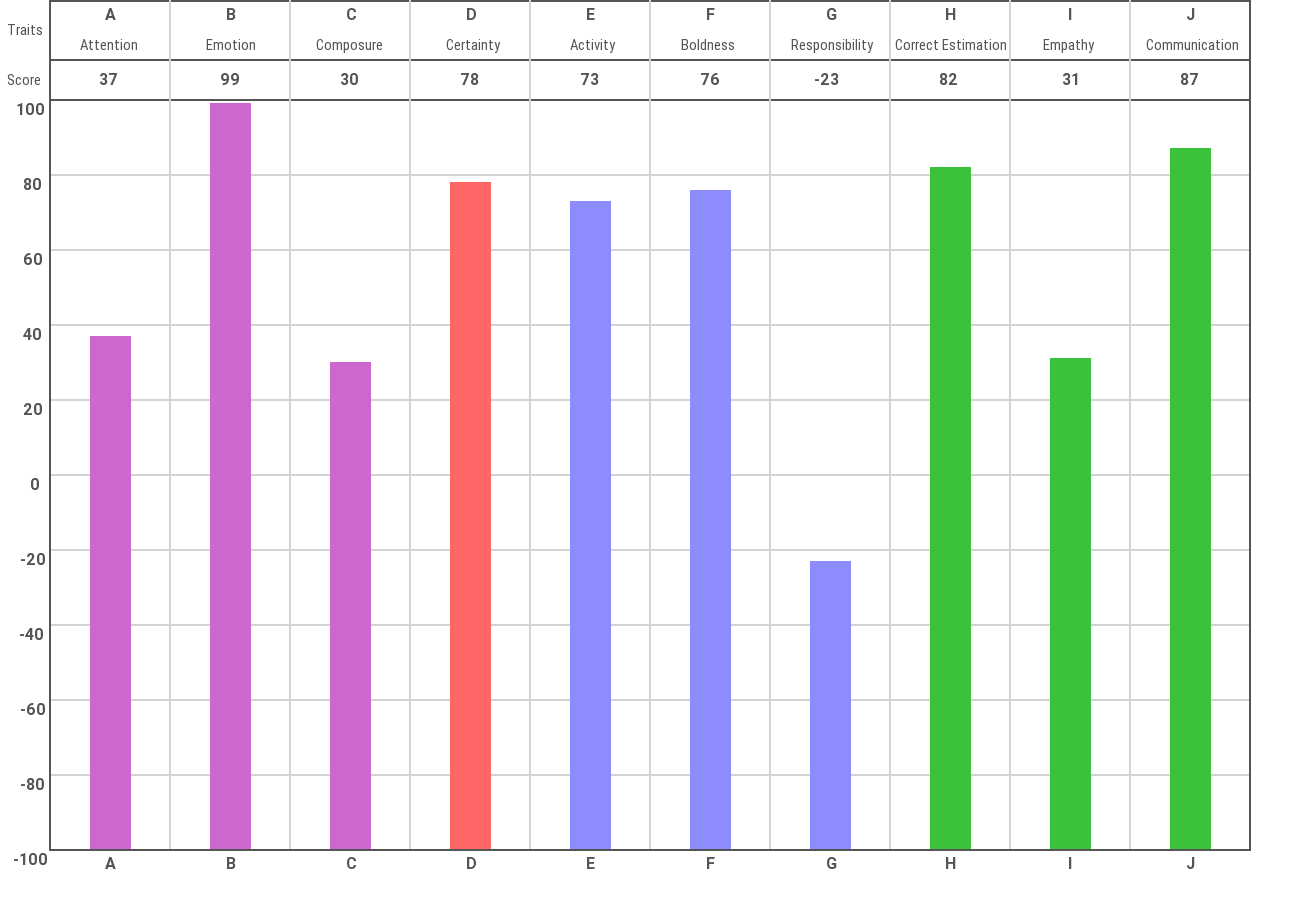 A B C D E F G H I J
Traits
Attention Emotion Composure Certainty Activity Boldness Responsibility Correct Estimation Empathy Communication
Score 37 99 30 78 73 76 -23 82 31 87
100
80
60
40
20
0
-20
-40
-60
-80
-100
A B C D E F G H I J